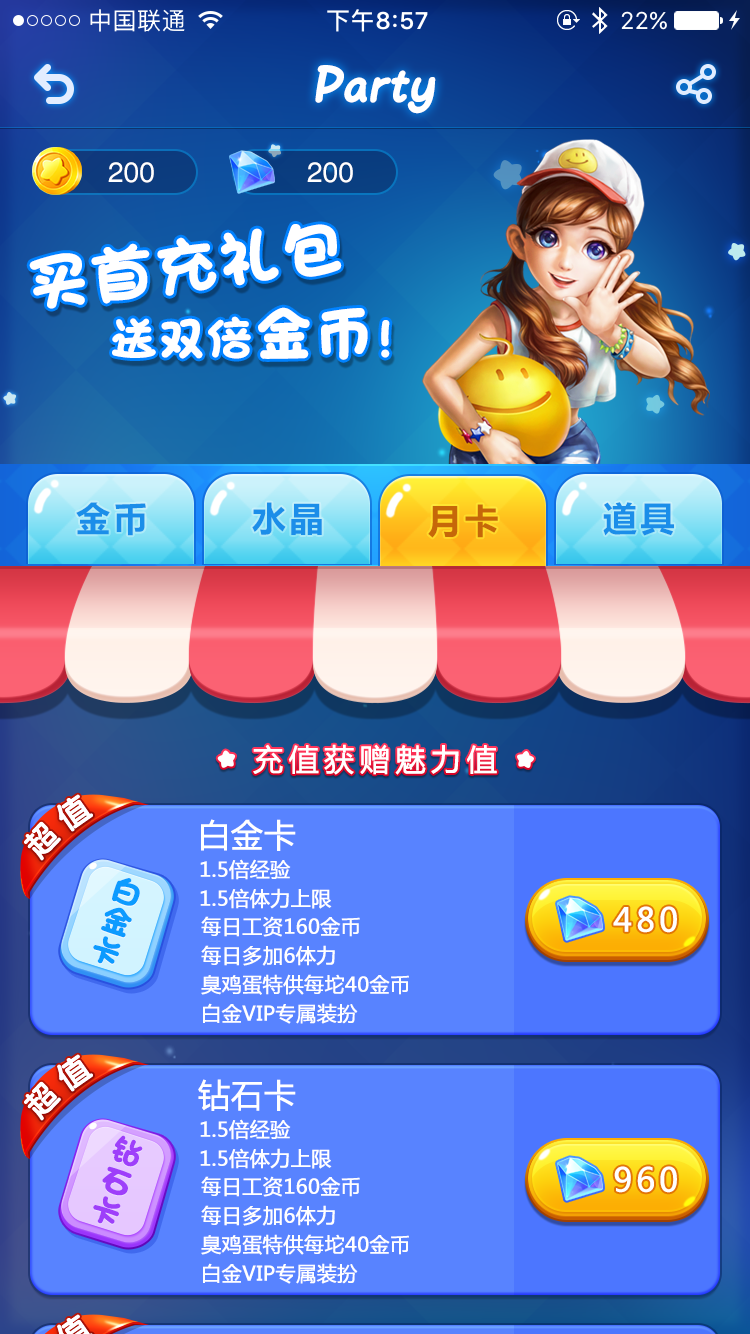 中国联通 下午8:57 22%
Party
200 200
买首充礼包
送双倍金币!
金币 水晶 月卡 道具
充值获赠魅力值
超值
白金卡
白金卡
1.5倍经验
1.5倍体力上限
每日工资160金币
每日多加6体力
臭鸡蛋特供每坨40金币
白金VIP专属装扮
480
超值
钻石卡
钻石卡
1.5倍经验
1.5倍体力上限
每日工资160金币
每日多加6体力
臭鸡蛋特供每坨40金币
白金VIP专属装扮
960
超值